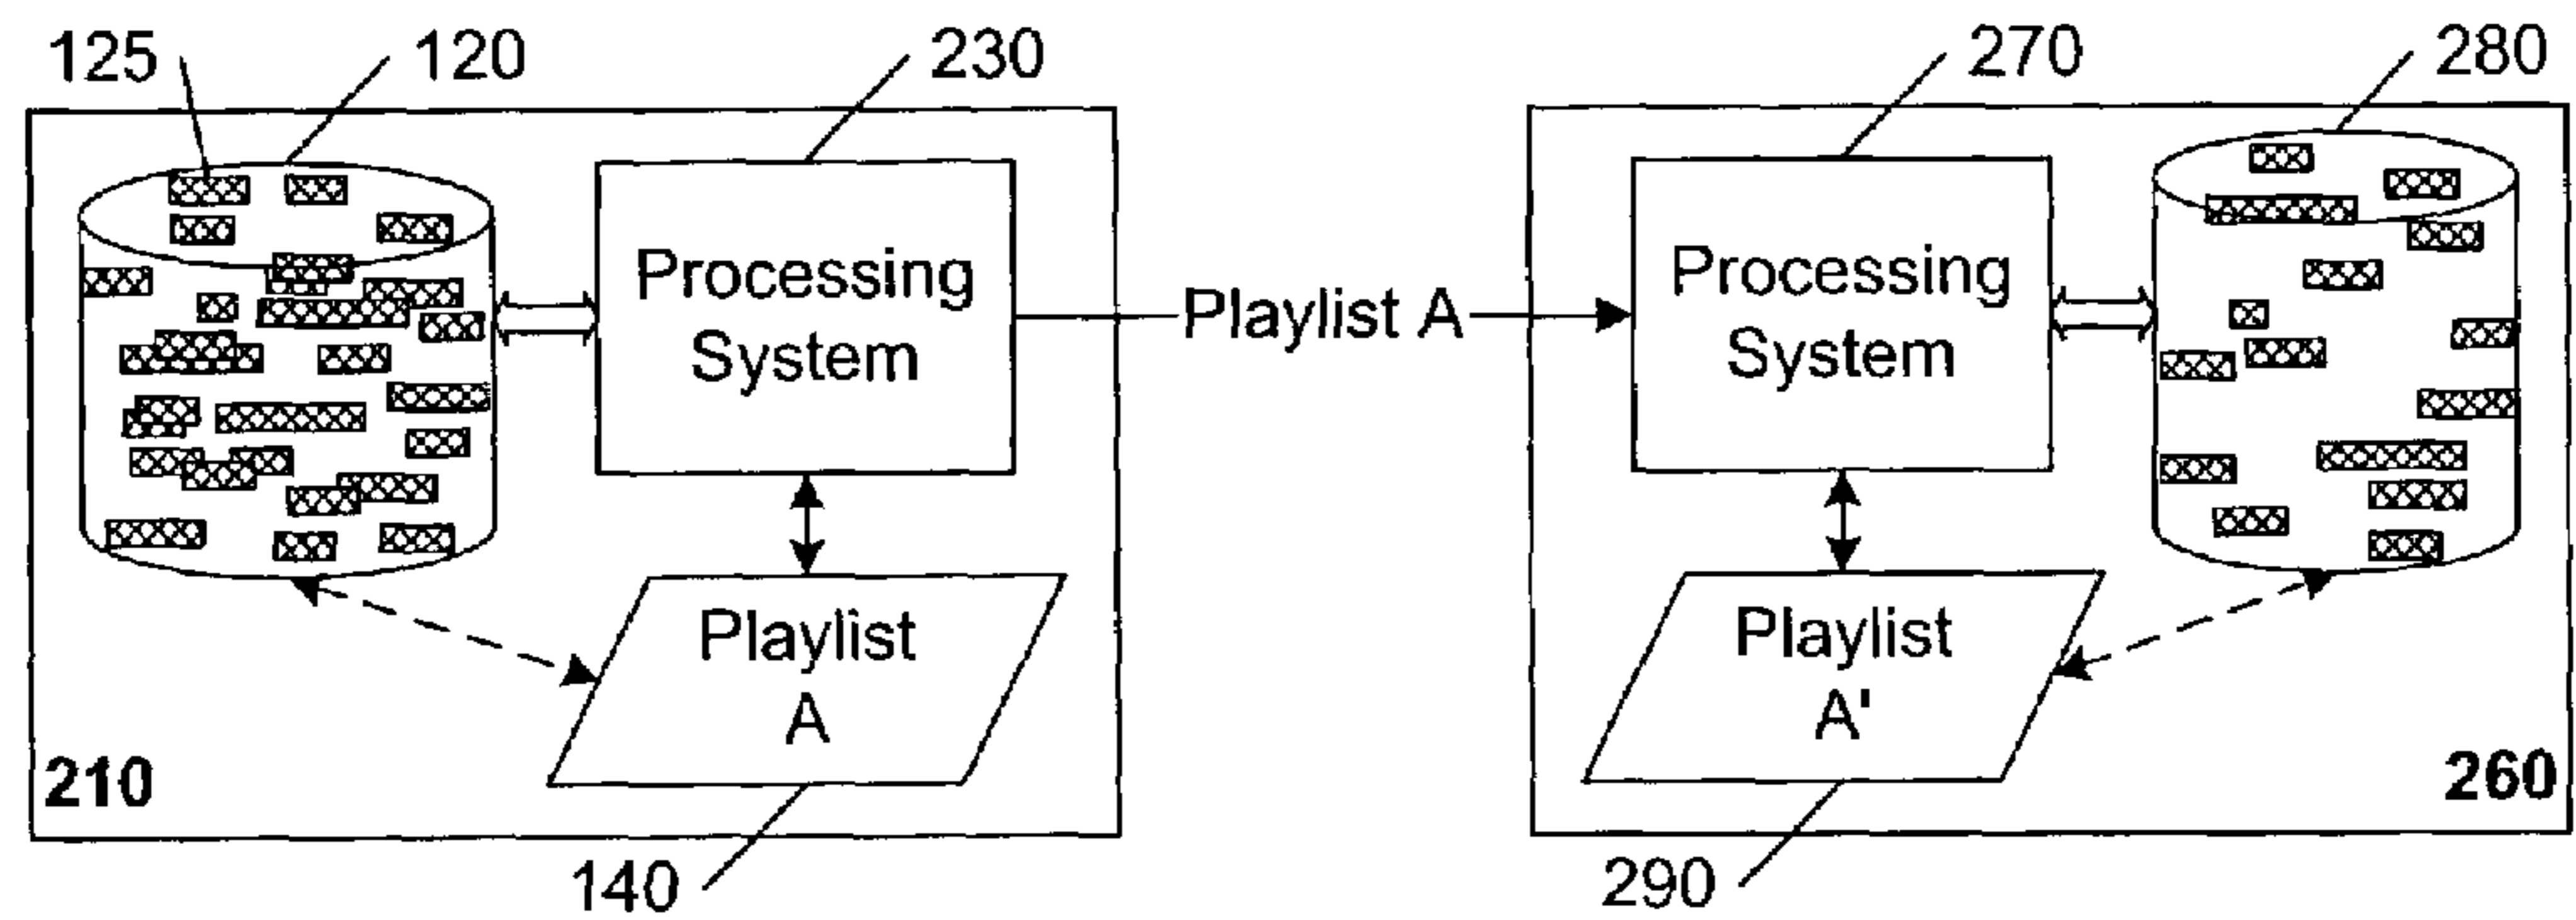 125
120
230
270
280
Processing
System
Playlist A
Processing
System
Playlist
A
Playlist
A'
210
260
140
290